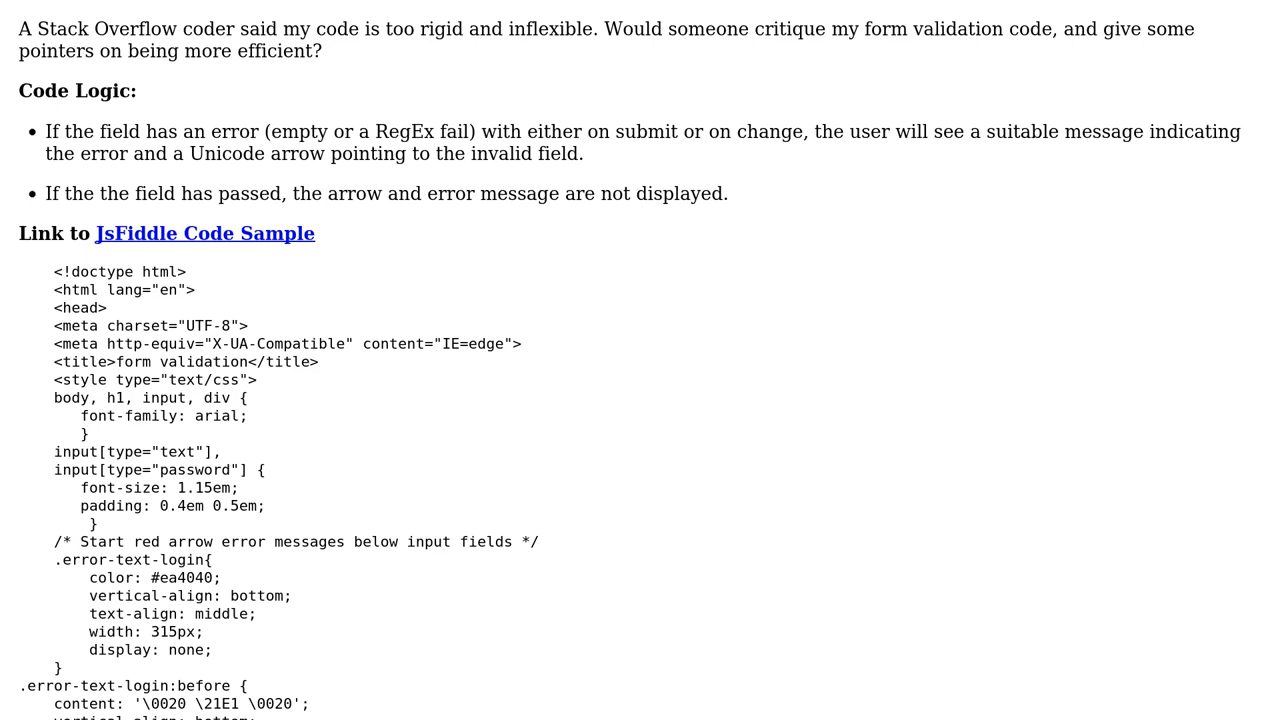 A Stack Overflow coder said my code is too rigid and inflexible. Would someone critique my form validation code, and give some
pointers on being more efficient?
Code Logic:
• If the field has an error (empty or a RegEx fail) with either on submit or on change, the user will see a suitable message indicating
the error and a Unicode arrow pointing to the invalid field.
• If the the field has passed, the arrow and error message are not displayed.
Link to JsFiddle Code Sample
<!doctype html>
<html lang="en">
<head>
<meta charset="UTF-8">
<meta http-equiv="X-UA-Compatible" content="IE=edge">
<title>form validation</title>
<style type="text/css">
body, h1, input, div {
font-family: arial;
}
input[type="text"],
input[type="password"] {
font-size: 1.15em;
padding: 0.4em 0.5em;
}
/* Start red arrow error messages below input fields */
.error-text-login{
color: #ea4040;
vertical-align: bottom;
text-align: middle;
width: 315px;
display: none;
}
.error-text-login:before {
content: '\0020 \21E1 \0020';
vertical-align: bottom;